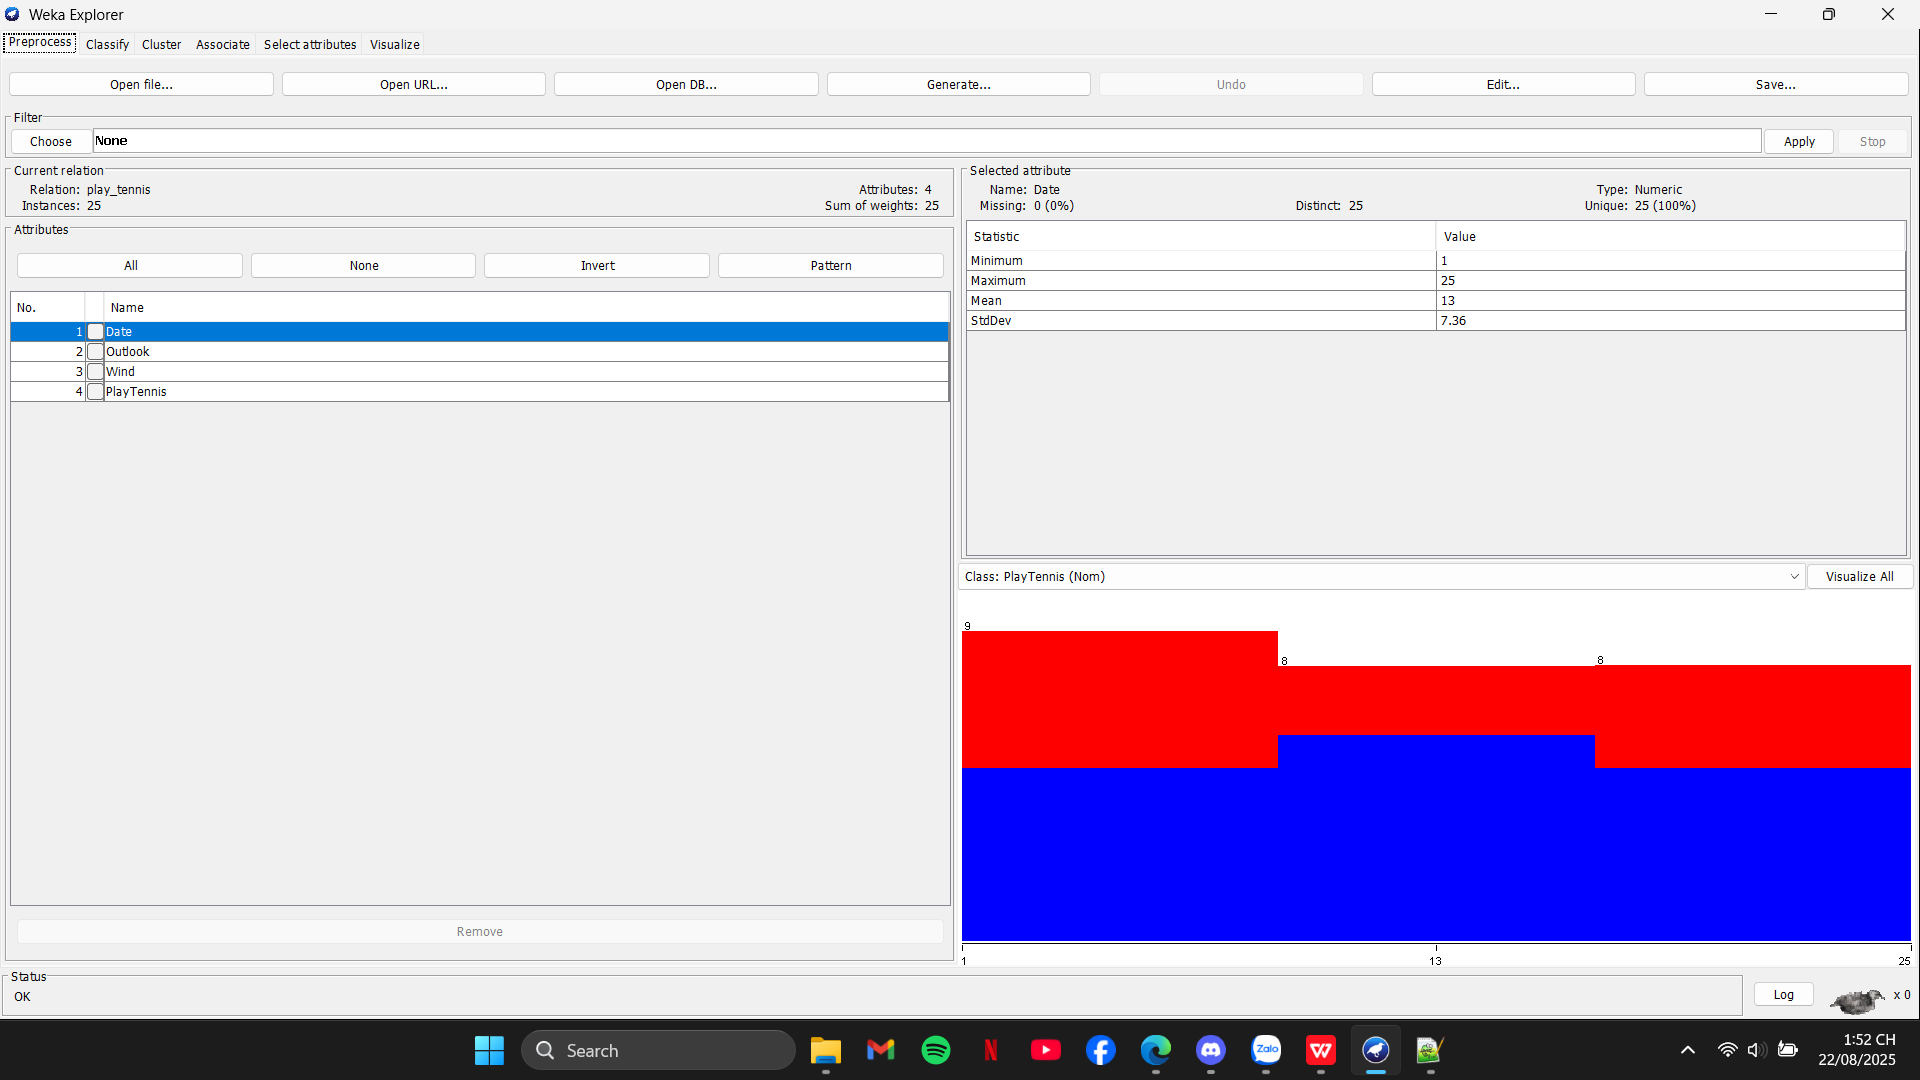 Weka Explorer
Preprocess Classify Cluster Associate Select attributes Visualize
Open file... Open URL... Open DB... Generate... Undo Edit... Save...
Filter
Choose None Apply Stop
Current relation
Relation: play_tennis Attributes: 4
Instances: 25 Sum of weights: 25
Attributes
All None Invert Pattern
No. Name
1 Date
2 Outlook
3 Wind
4 PlayTennis
Remove
Selected attribute
Name: Date Type: Numeric
Missing: 0 (0%) Distinct: 25 Unique: 25 (100%)
Statistic Value
Minimum 1
Maximum 25
Mean 13
StdDev 7.36
Class: PlayTennis (Nom) Visualize All
9
8
8
1 13 25
Status
OK
Log x 0
Search
Zalo
1:52 CH
22/08/2025